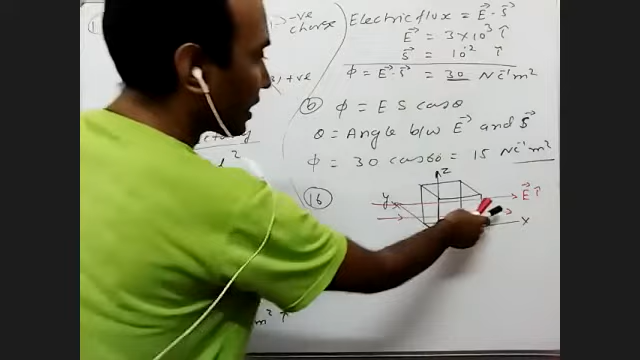 -ve
charge
+ve
Electric flux = E⃗ · S⃗
E⃗ = 3×10³ î
S⃗ = 10⁻² î
φ = E⃗·S⃗ = 30 NC⁻¹m²
(b) φ = E S cosθ
θ = Angle b/w E⃗ and S⃗
φ = 30 cos60 = 15 NC⁻¹m²
16
Z
y
E⃗ î
X